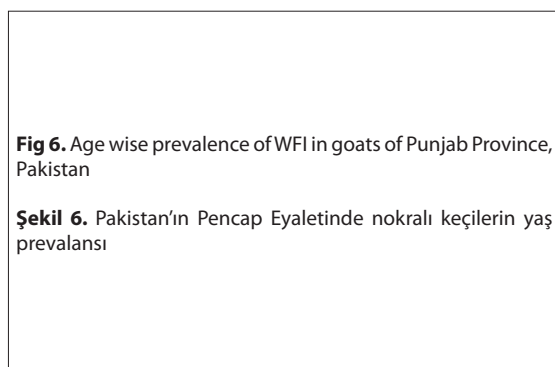 Fig 6. Age wise prevalence of WFI in goats of Punjab Province,
Pakistan
Şekil 6. Pakistan'ın Pencap Eyaletinde nokralı keçilerin yaş
prevalansı